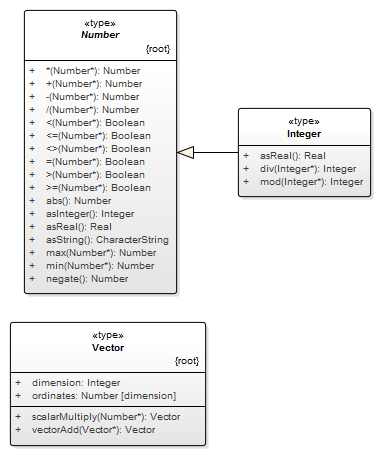 «type»
Number
{root}
+ *(Number*): Number
+ +(Number*): Number
+ -(Number*): Number
+ /(Number*): Number
+ <(Number*): Boolean
+ <=(Number*): Boolean
+ <>(Number*): Boolean
+ =(Number*): Boolean
+ >(Number*): Boolean
+ >=(Number*): Boolean
+ abs(): Number
+ asInteger(): Integer
+ asReal(): Real
+ asString(): CharacterString
+ max(Number*): Number
+ min(Number*): Number
+ negate(): Number
«type»
Integer
+ asReal(): Real
+ div(Integer*): Integer
+ mod(Integer*): Integer
«type»
Vector
{root}
+ dimension: Integer
+ ordinates: Number [dimension]
+ scalarMultiply(Number*): Vector
+ vectorAdd(Vector*): Vector